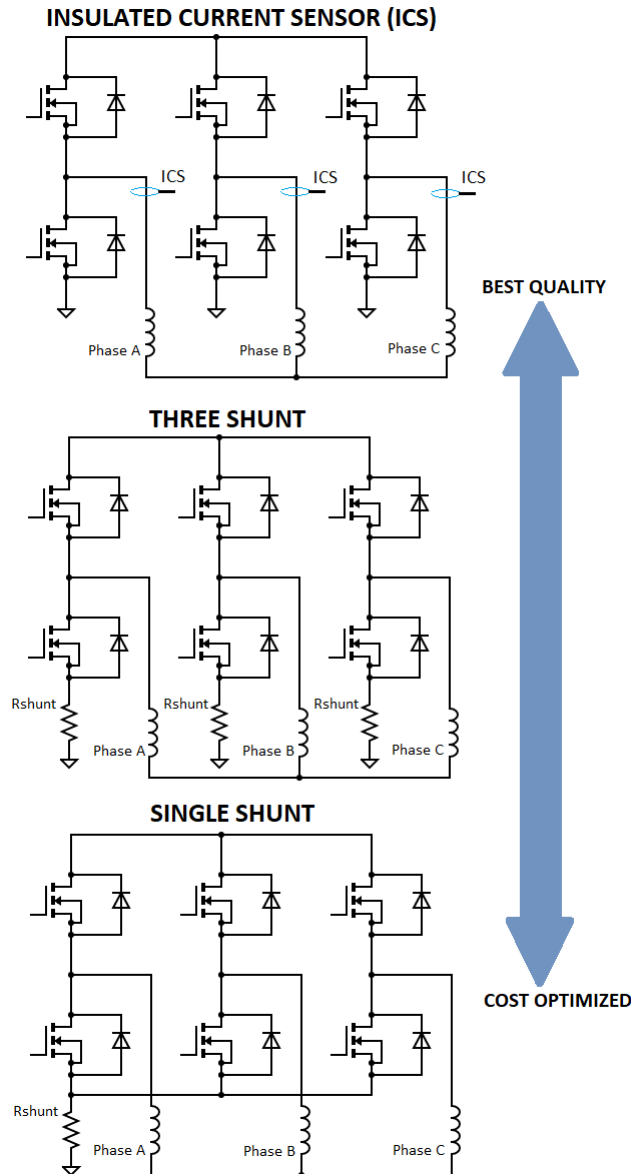 INSULATED CURRENT SENSOR (ICS)
ICS
ICS
ICS
Phase A
Phase B
Phase C
BEST QUALITY
THREE SHUNT
Rshunt
Rshunt
Rshunt
Phase A
Phase B
Phase C
SINGLE SHUNT
COST OPTIMIZED
Rshunt
Phase A
Phase B
Phase C